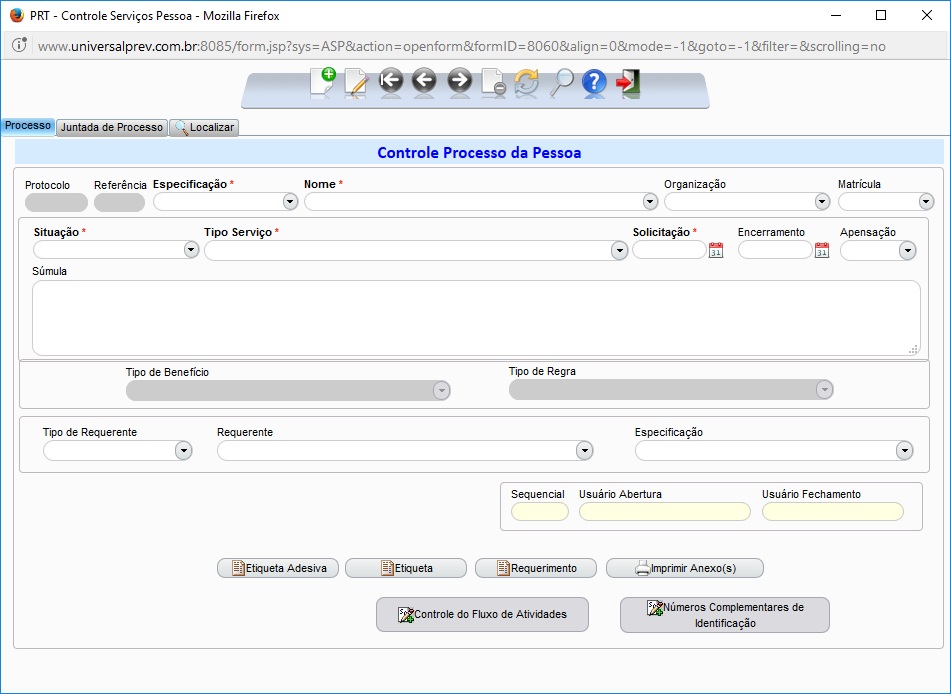 PRT - Controle Serviços Pessoa - Mozilla Firefox
www.universalprev.com.br:8085/form.jsp?sys=ASP&action=openform&formID=8060&align=0&mode=-1&goto=-1&filter=&scrolling=no
Processo Juntada de Processo Localizar
Controle Processo da Pessoa
Protocolo Referência Especificação * Nome * Organização Matrícula
Situação * Tipo Serviço * Solicitação * Encerramento Apensação
31 31
Súmula
Tipo de Benefício Tipo de Regra
Tipo de Requerente Requerente Especificação
Sequencial Usuário Abertura Usuário Fechamento
Etiqueta Adesiva Etiqueta Requerimento Imprimir Anexo(s)
Controle do Fluxo de Atividades Números Complementares de
Identificação